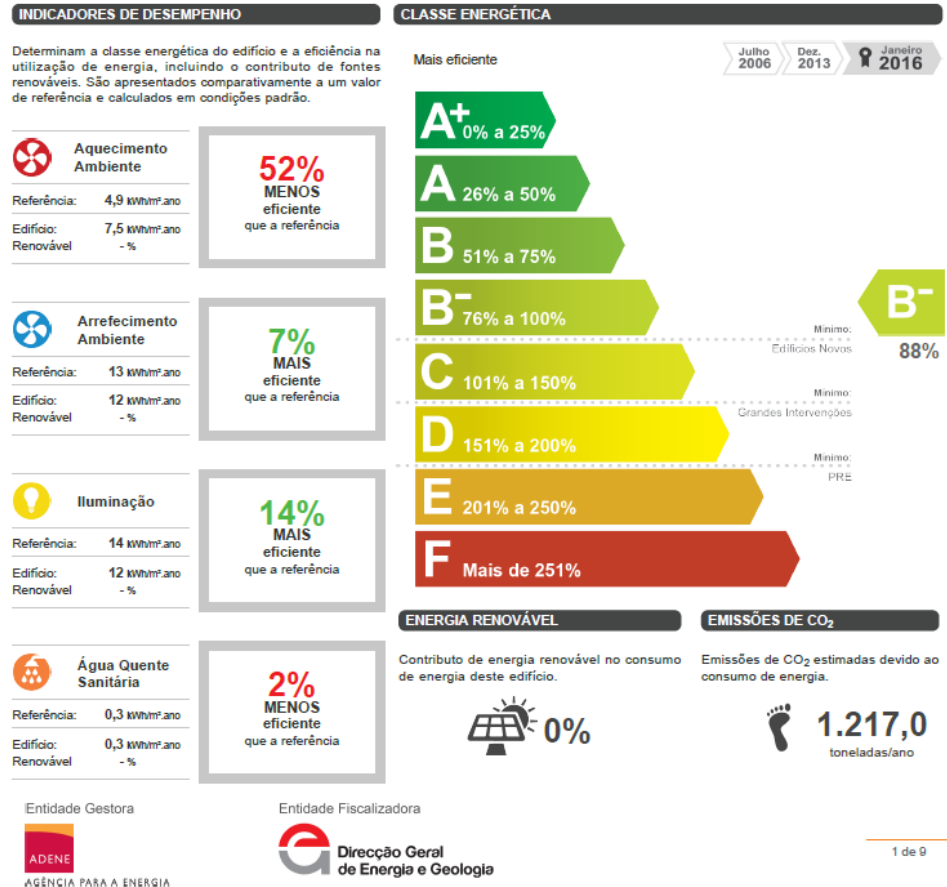 INDICADORES DE DESEMPENHO
Determinam a classe energética do edifício e a eficiência na
utilização de energia, incluindo o contributo de fontes
renováveis. São apresentados comparativamente a um valor
de referência e calculados em condições padrão.
Aquecimento
Ambiente
Referência: 4,9 kWh/m².ano
Edifício: 7,5 kWh/m².ano
Renovável - %
52%
MENOS
eficiente
que a referência
Arrefecimento
Ambiente
Referência: 13 kWh/m².ano
Edifício: 12 kWh/m².ano
Renovável - %
7%
MAIS
eficiente
que a referência
Iluminação
Referência: 14 kWh/m².ano
Edifício: 12 kWh/m².ano
Renovável - %
14%
MAIS
eficiente
que a referência
Água Quente
Sanitária
Referência: 0,3 kWh/m².ano
Edifício: 0,3 kWh/m².ano
Renovável - %
2%
MENOS
eficiente
que a referência
CLASSE ENERGÉTICA
Mais eficiente
Julho
2006
Dez.
2013
Janeiro
2016
A+ 0% a 25%
A 26% a 50%
B 51% a 75%
B- 76% a 100%
C 101% a 150%
D 151% a 200%
E 201% a 250%
F Mais de 251%
Mínimo:
Edifícios Novos
Mínimo:
Grandes Intervenções
Mínimo:
PRE
B-
88%
ENERGIA RENOVÁVEL
Contributo de energia renovável no consumo
de energia deste edifício.
0%
EMISSÕES DE CO₂
Emissões de CO₂ estimadas devido ao
consumo de energia.
1.217,0
toneladas/ano
Entidade Gestora
ADENE
AGÊNCIA PARA A ENERGIA
Entidade Fiscalizadora
Direcção Geral
de Energia e Geologia
1 de 9